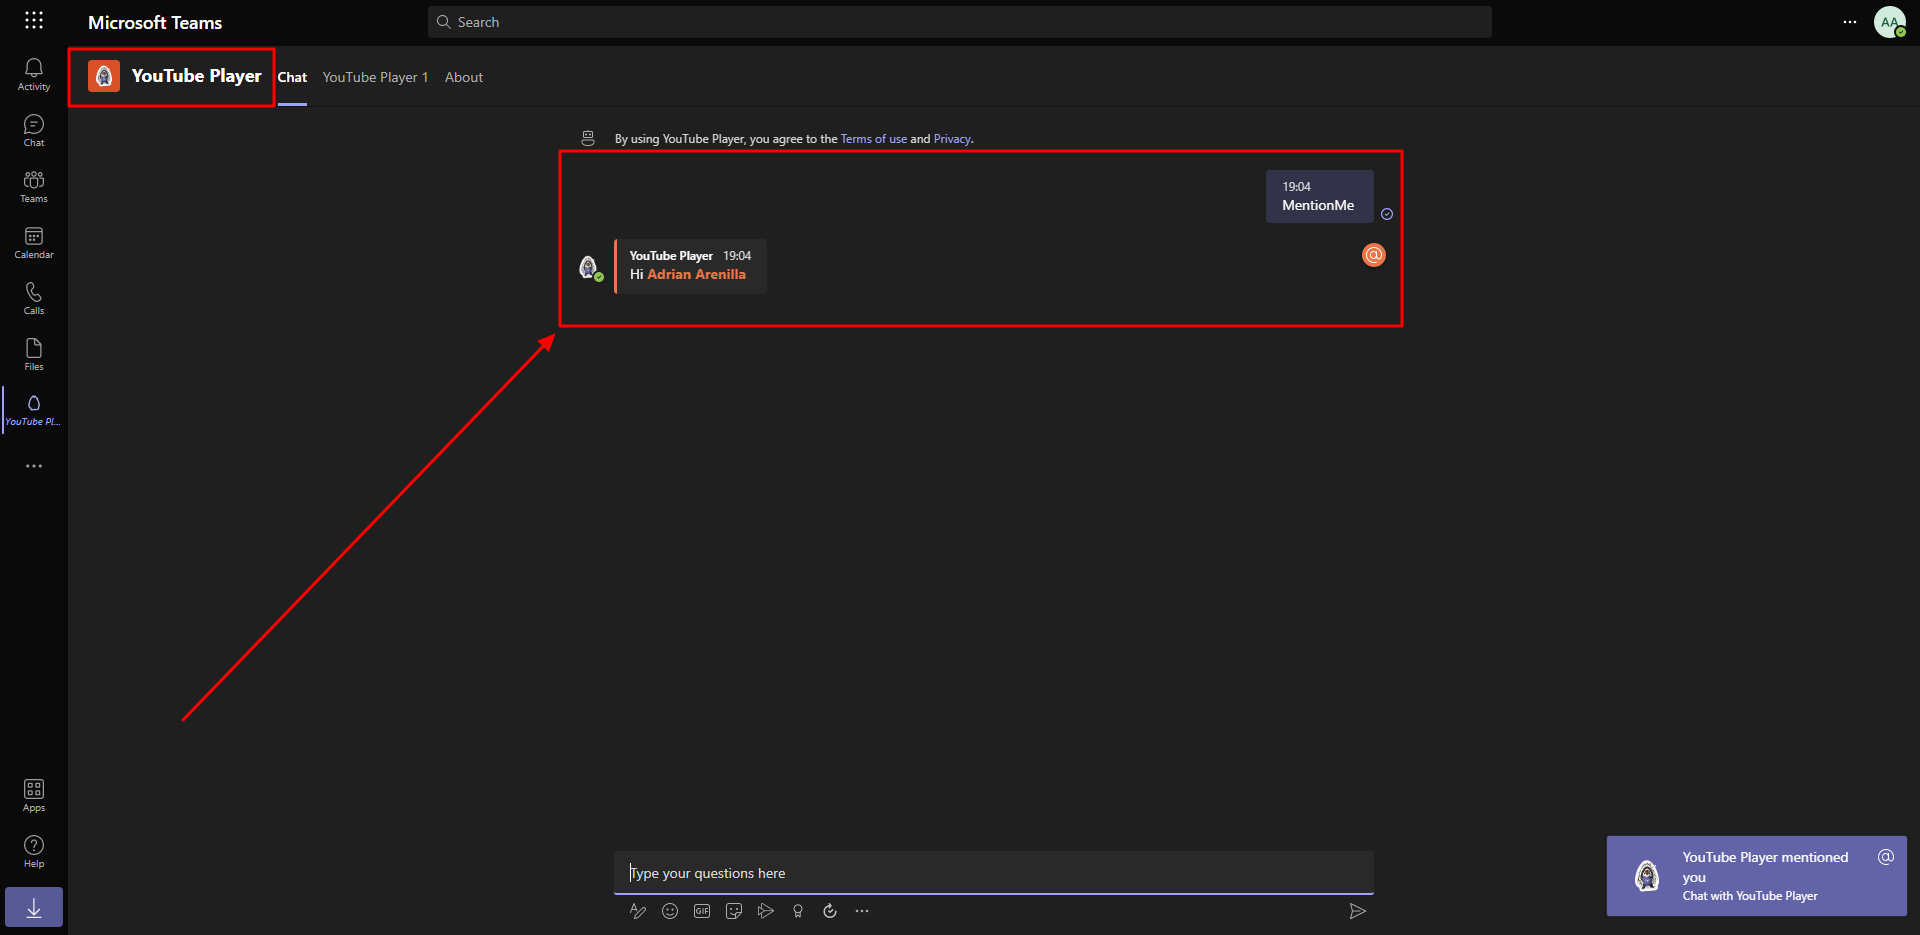 Microsoft Teams
Search
AA
Activity
Chat
Teams
Calendar
Calls
Files
YouTube Pl...
Apps
Help
YouTube Player
Chat
YouTube Player 1
About
By using YouTube Player, you agree to the Terms of use and Privacy.
19:04
MentionMe
@
YouTube Player 19:04
Hi Adrian Arenilla
Type your questions here
GIF
YouTube Player mentioned
you
@
Chat with YouTube Player